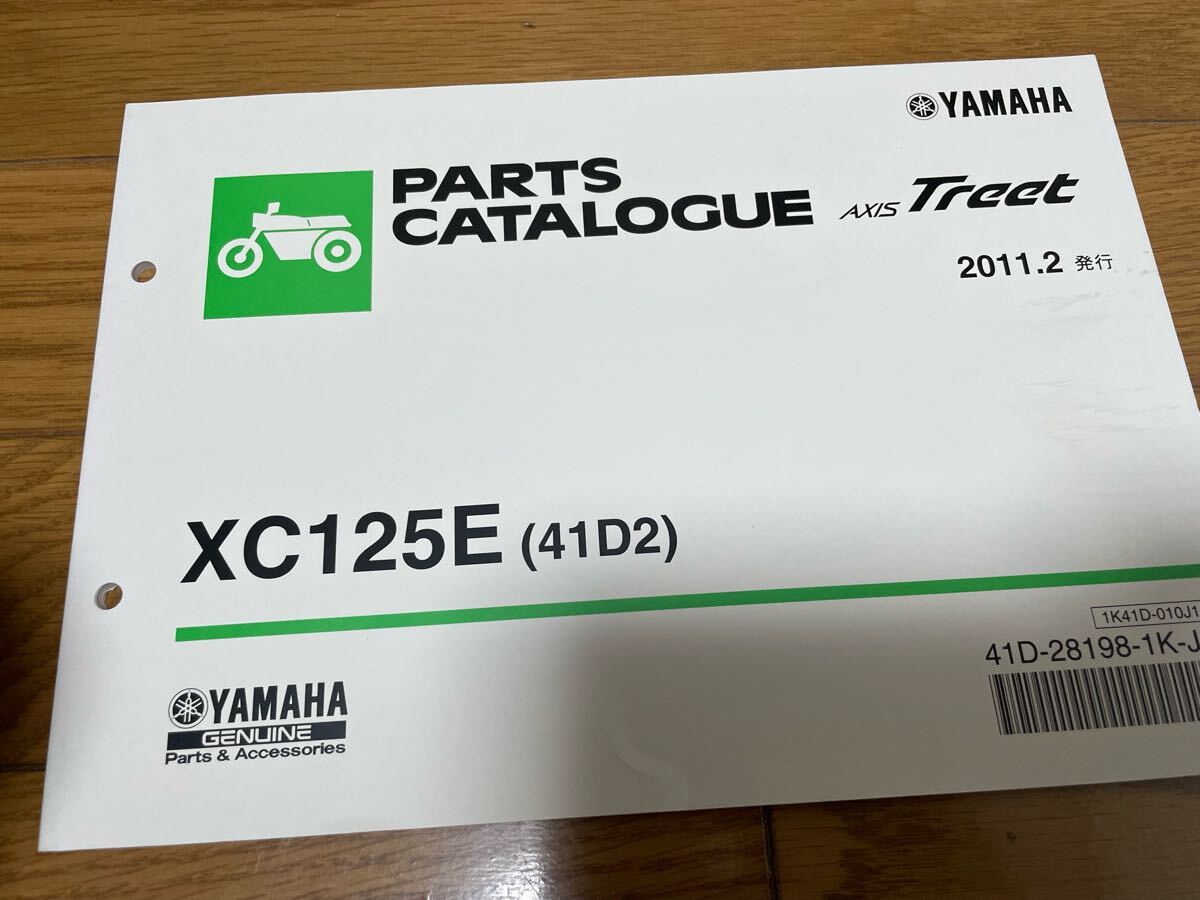 YAMAHA
PARTS
CATALOGUE
AXIS Treet
2011.2 発行
XC125E (41D2)
1K41D-010J1
41D-28198-1K-J
YAMAHA
GENUINE
Parts & Accessories